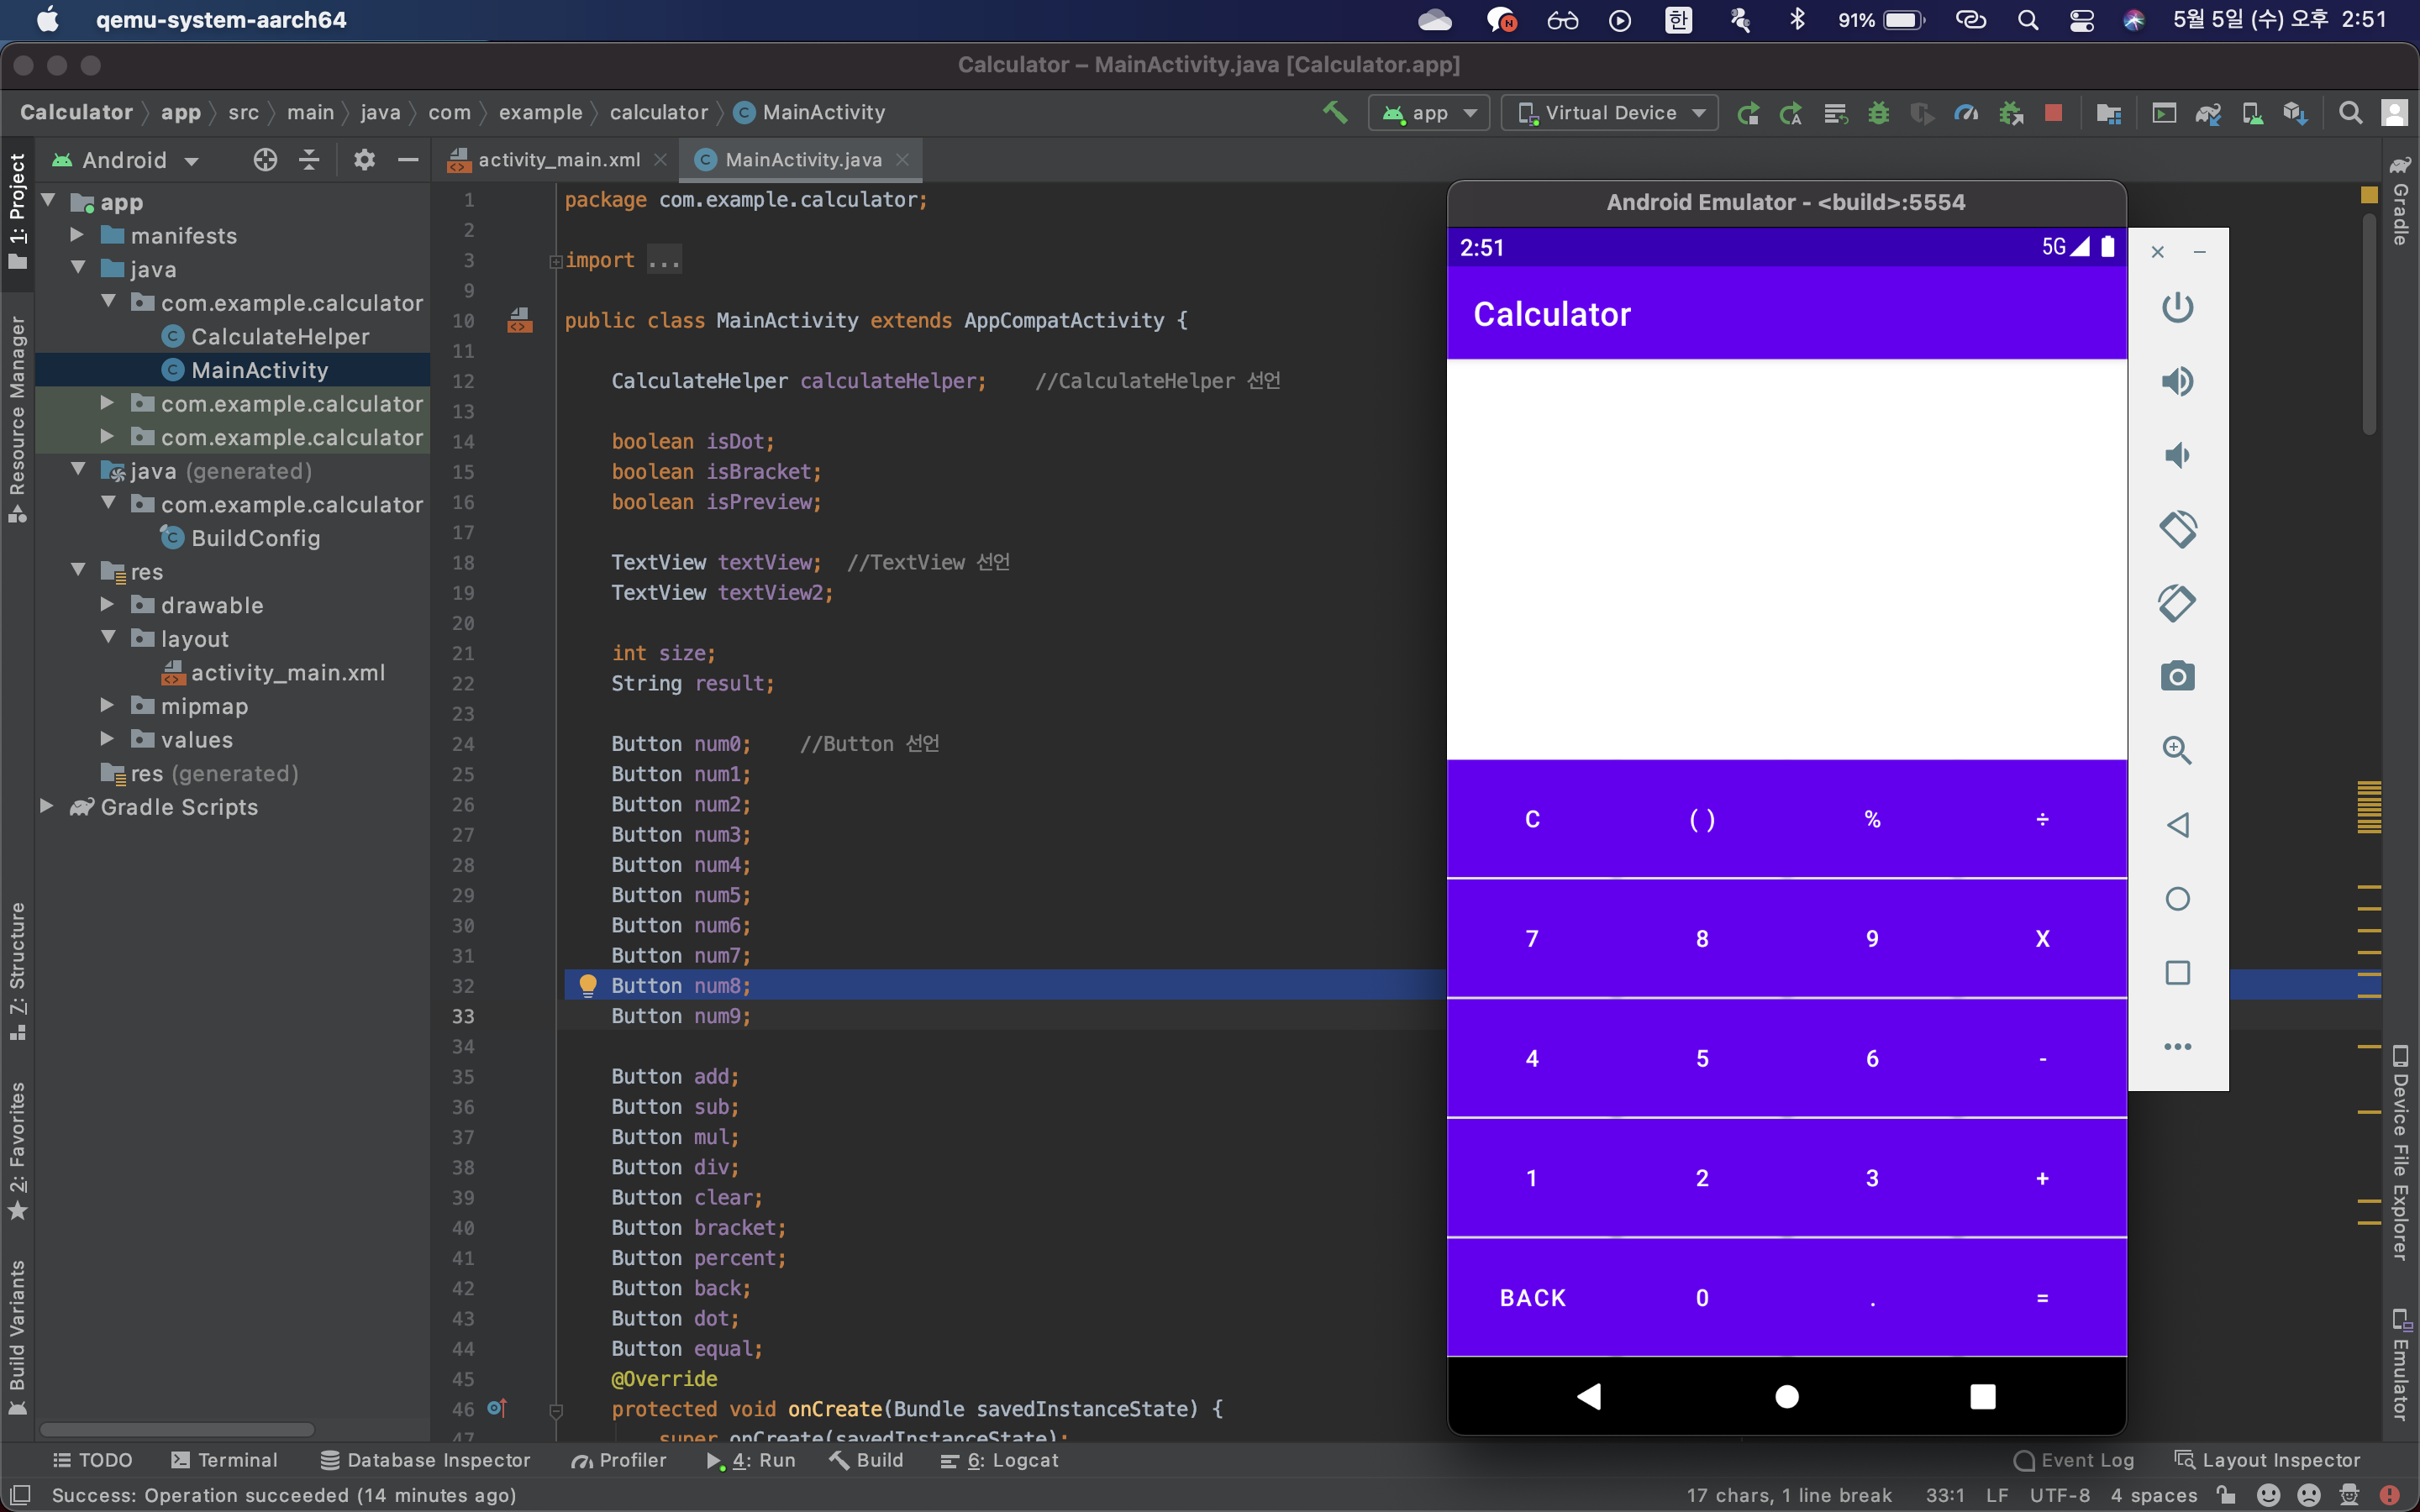 qemu-system-aarch64
91%
한
5월 5일 (수) 오후 2:51
Calculator – MainActivity.java [Calculator.app]
Calculator
app
src
main
java
com
example
calculator
MainActivity
app
Virtual Device
1: Project
Resource Manager
7: Structure
2: Favorites
Build Variants
Android
app
manifests
java
com.example.calculator
CalculateHelper
MainActivity
com.example.calculator
com.example.calculator
java (generated)
com.example.calculator
BuildConfig
res
drawable
layout
activity_main.xml
mipmap
values
res (generated)
Gradle Scripts
activity_main.xml
MainActivity.java
1 package com.example.calculator;
2
3 import ...
9
10 public class MainActivity extends AppCompatActivity {
11
12 CalculateHelper calculateHelper; //CalculateHelper 선언
13
14 boolean isDot;
15 boolean isBracket;
16 boolean isPreview;
17
18 TextView textView; //TextView 선언
19 TextView textView2;
20
21 int size;
22 String result;
23
24 Button num0; //Button 선언
25 Button num1;
26 Button num2;
27 Button num3;
28 Button num4;
29 Button num5;
30 Button num6;
31 Button num7;
32 Button num8;
33 Button num9;
34
35 Button add;
36 Button sub;
37 Button mul;
38 Button div;
39 Button clear;
40 Button bracket;
41 Button percent;
42 Button back;
43 Button dot;
44 Button equal;
45 @Override
46 protected void onCreate(Bundle savedInstanceState) {
47 super.onCreate(savedInstanceState);
Android Emulator - <build>:5554
2:51
5G
Calculator
C ( ) % ÷
7 8 9 X
4 5 6 -
1 2 3 +
BACK 0 . =
Gradle
Device File Explorer
Emulator
TODO
Terminal
Database Inspector
Profiler
4: Run
Build
6: Logcat
Event Log
Layout Inspector
Success: Operation succeeded (14 minutes ago)
17 chars, 1 line break
33:1
LF
UTF-8
4 spaces